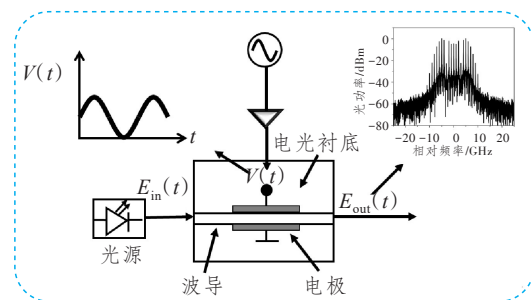 V(t)
t
光功率/dBm
0
−20
−40
−60
−80
−20 −10 0 10 20
相对频率/GHz
电光衬底
V(t)
E_in(t)
E_out(t)
光源
波导
电极